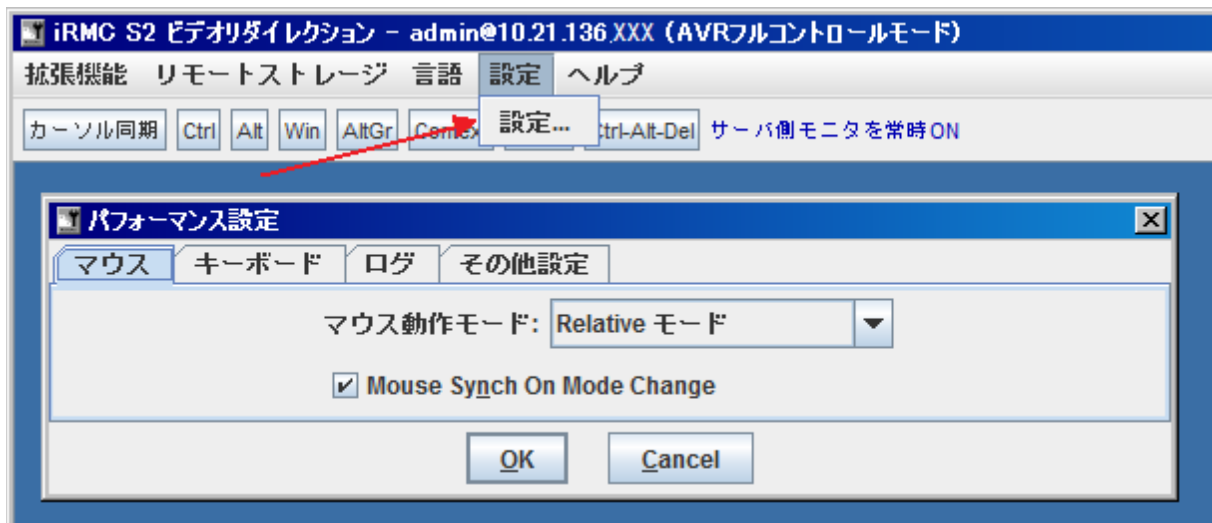 iRMC S2 ビデオリダイレクション - admin@10.21.136.XXX (AVRフルコントロールモード)
拡張機能 リモートストレージ 言語 設定 ヘルプ
設定...
カーソル同期 Ctrl Alt Win AltGr Ctrl-Alt-Del サーバ側モニタを常時ON
パフォーマンス設定
マウス キーボード ログ その他設定
マウス動作モード: Relative モード
Mouse Synch On Mode Change
OK Cancel